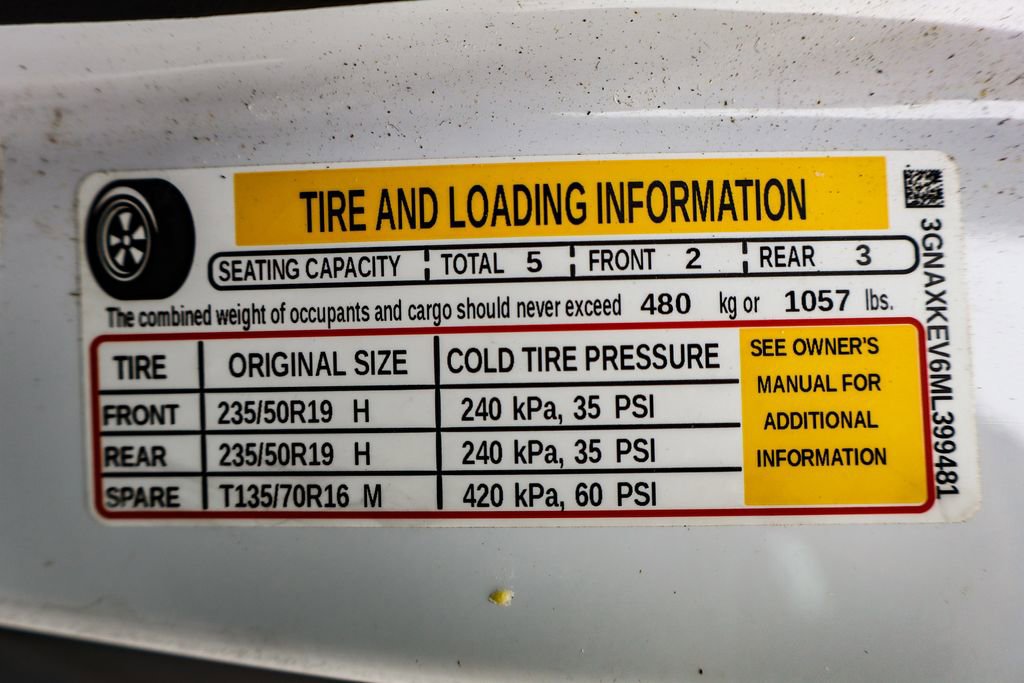 TIRE AND LOADING INFORMATION
SEATING CAPACITY TOTAL 5 FRONT 2 REAR 3
The combined weight of occupants and cargo should never exceed 480 kg or 1057 lbs.
TIRE ORIGINAL SIZE COLD TIRE PRESSURE
FRONT 235/50R19 H 240 kPa, 35 PSI
REAR 235/50R19 H 240 kPa, 35 PSI
SPARE T135/70R16 M 420 kPa, 60 PSI
SEE OWNER'S
MANUAL FOR
ADDITIONAL
INFORMATION
3GNAXKEV6ML399481